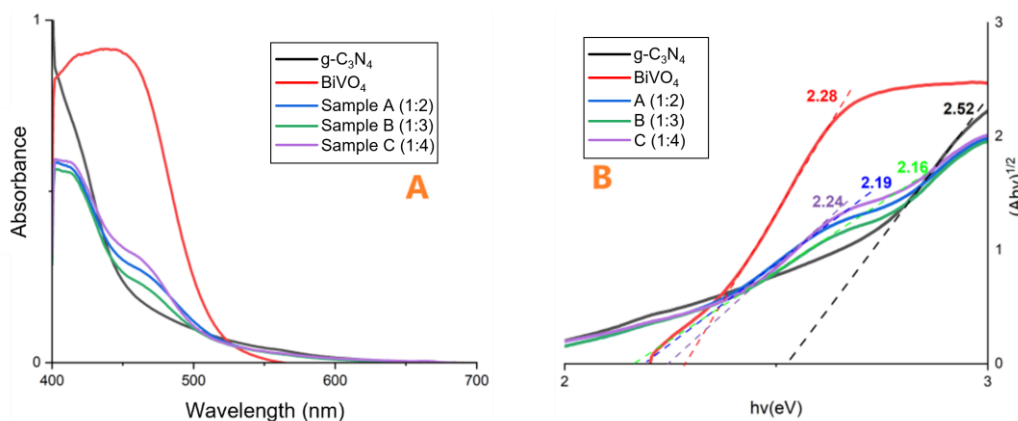 1
g-C₃N₄
BiVO₄
Sample A (1:2)
Sample B (1:3)
Sample C (1:4)
A
Absorbance
0
400
500
600
700
Wavelength (nm)
g-C₃N₄
BiVO₄
A (1:2)
B (1:3)
C (1:4)
B
2.28
2.52
2.16
2.19
2.24
3
2
1
0
(Ahν)¹/²
2
3
hv(eV)